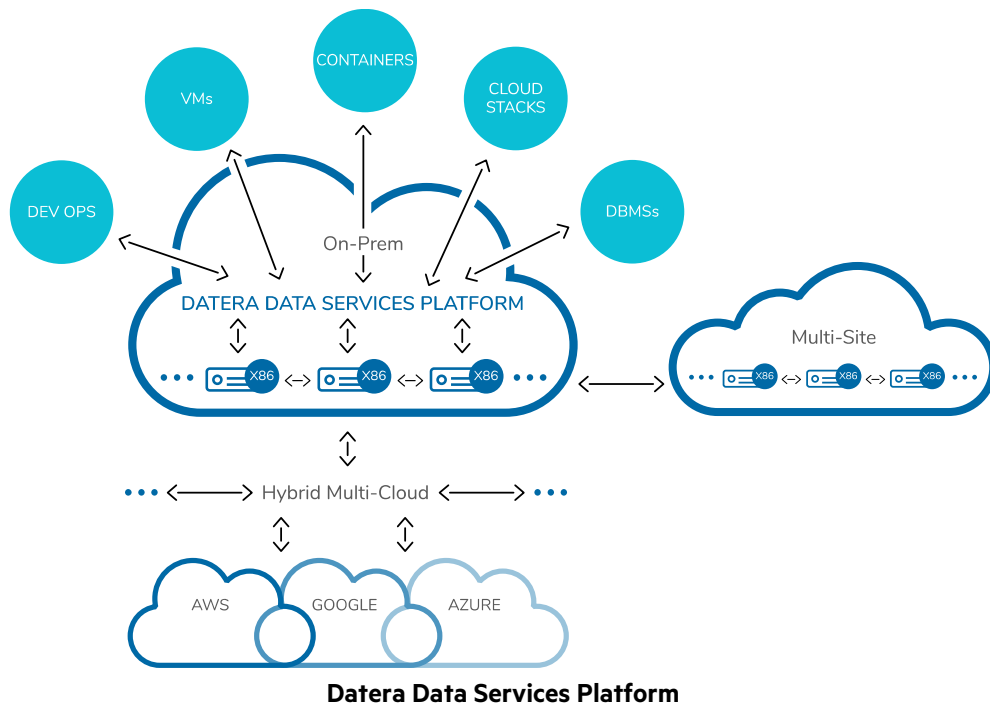 CONTAINERS
VMs
CLOUD
STACKS
DEV OPS
DBMSs
On-Prem
DATERA DATA SERVICES PLATFORM
X86
X86
X86
Multi-Site
X86
X86
X86
Hybrid Multi-Cloud
AWS
GOOGLE
AZURE
Datera Data Services Platform